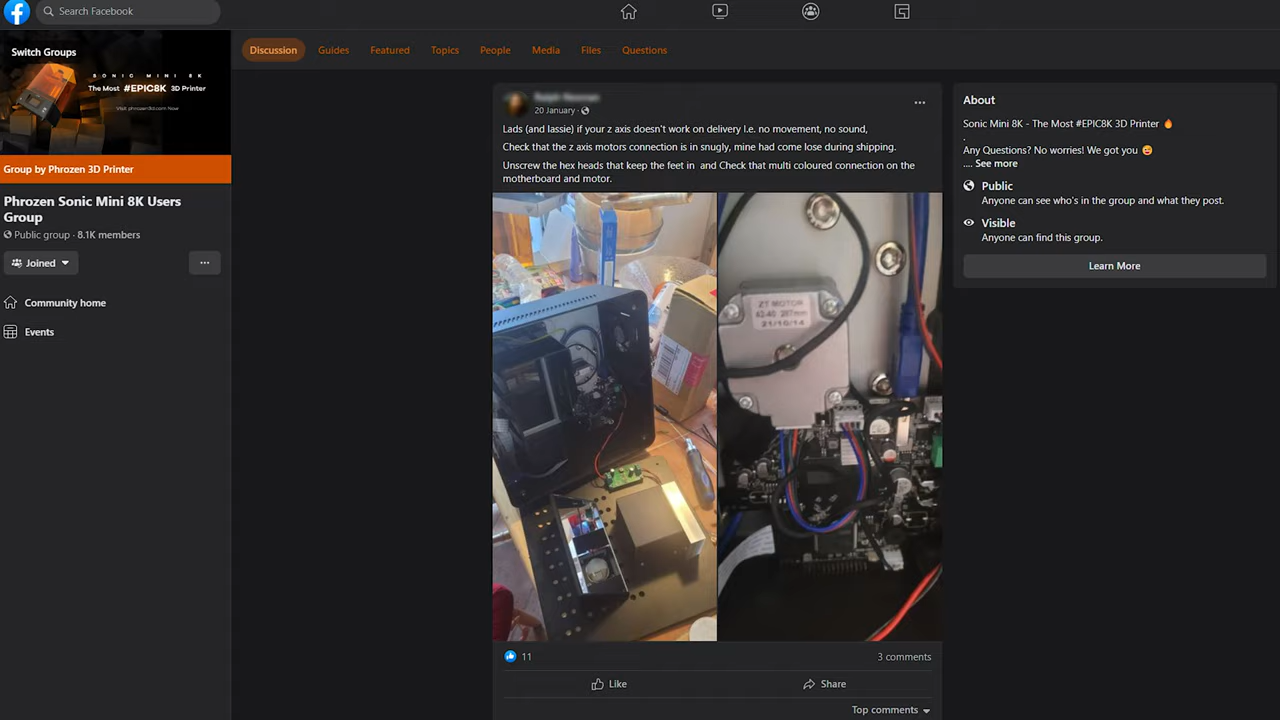 Search Facebook
Switch Groups
SONIC MINI 8K
The Most #EPIC8K 3D Printer
Visit phrozen3d.com Now
Group by Phrozen 3D Printer
Phrozen Sonic Mini 8K Users
Group
Public group · 8.1K members
Joined
Community home
Events
Discussion
Guides
Featured
Topics
People
Media
Files
Questions
20 January ·
Lads (and lassie) if your z axis doesn't work on delivery I.e. no movement, no sound,
Check that the z axis motors connection is in snugly, mine had come lose during shipping.
Unscrew the hex heads that keep the feet in and Check that multi coloured connection on the
motherboard and motor.
ZT MOTOR
21/10/14
11
3 comments
Like
Share
Top comments
About
Sonic Mini 8K - The Most #EPIC8K 3D Printer 🔥
.
Any Questions? No worries! We got you 😄
.... See more
Public
Anyone can see who's in the group and what they post.
Visible
Anyone can find this group.
Learn More